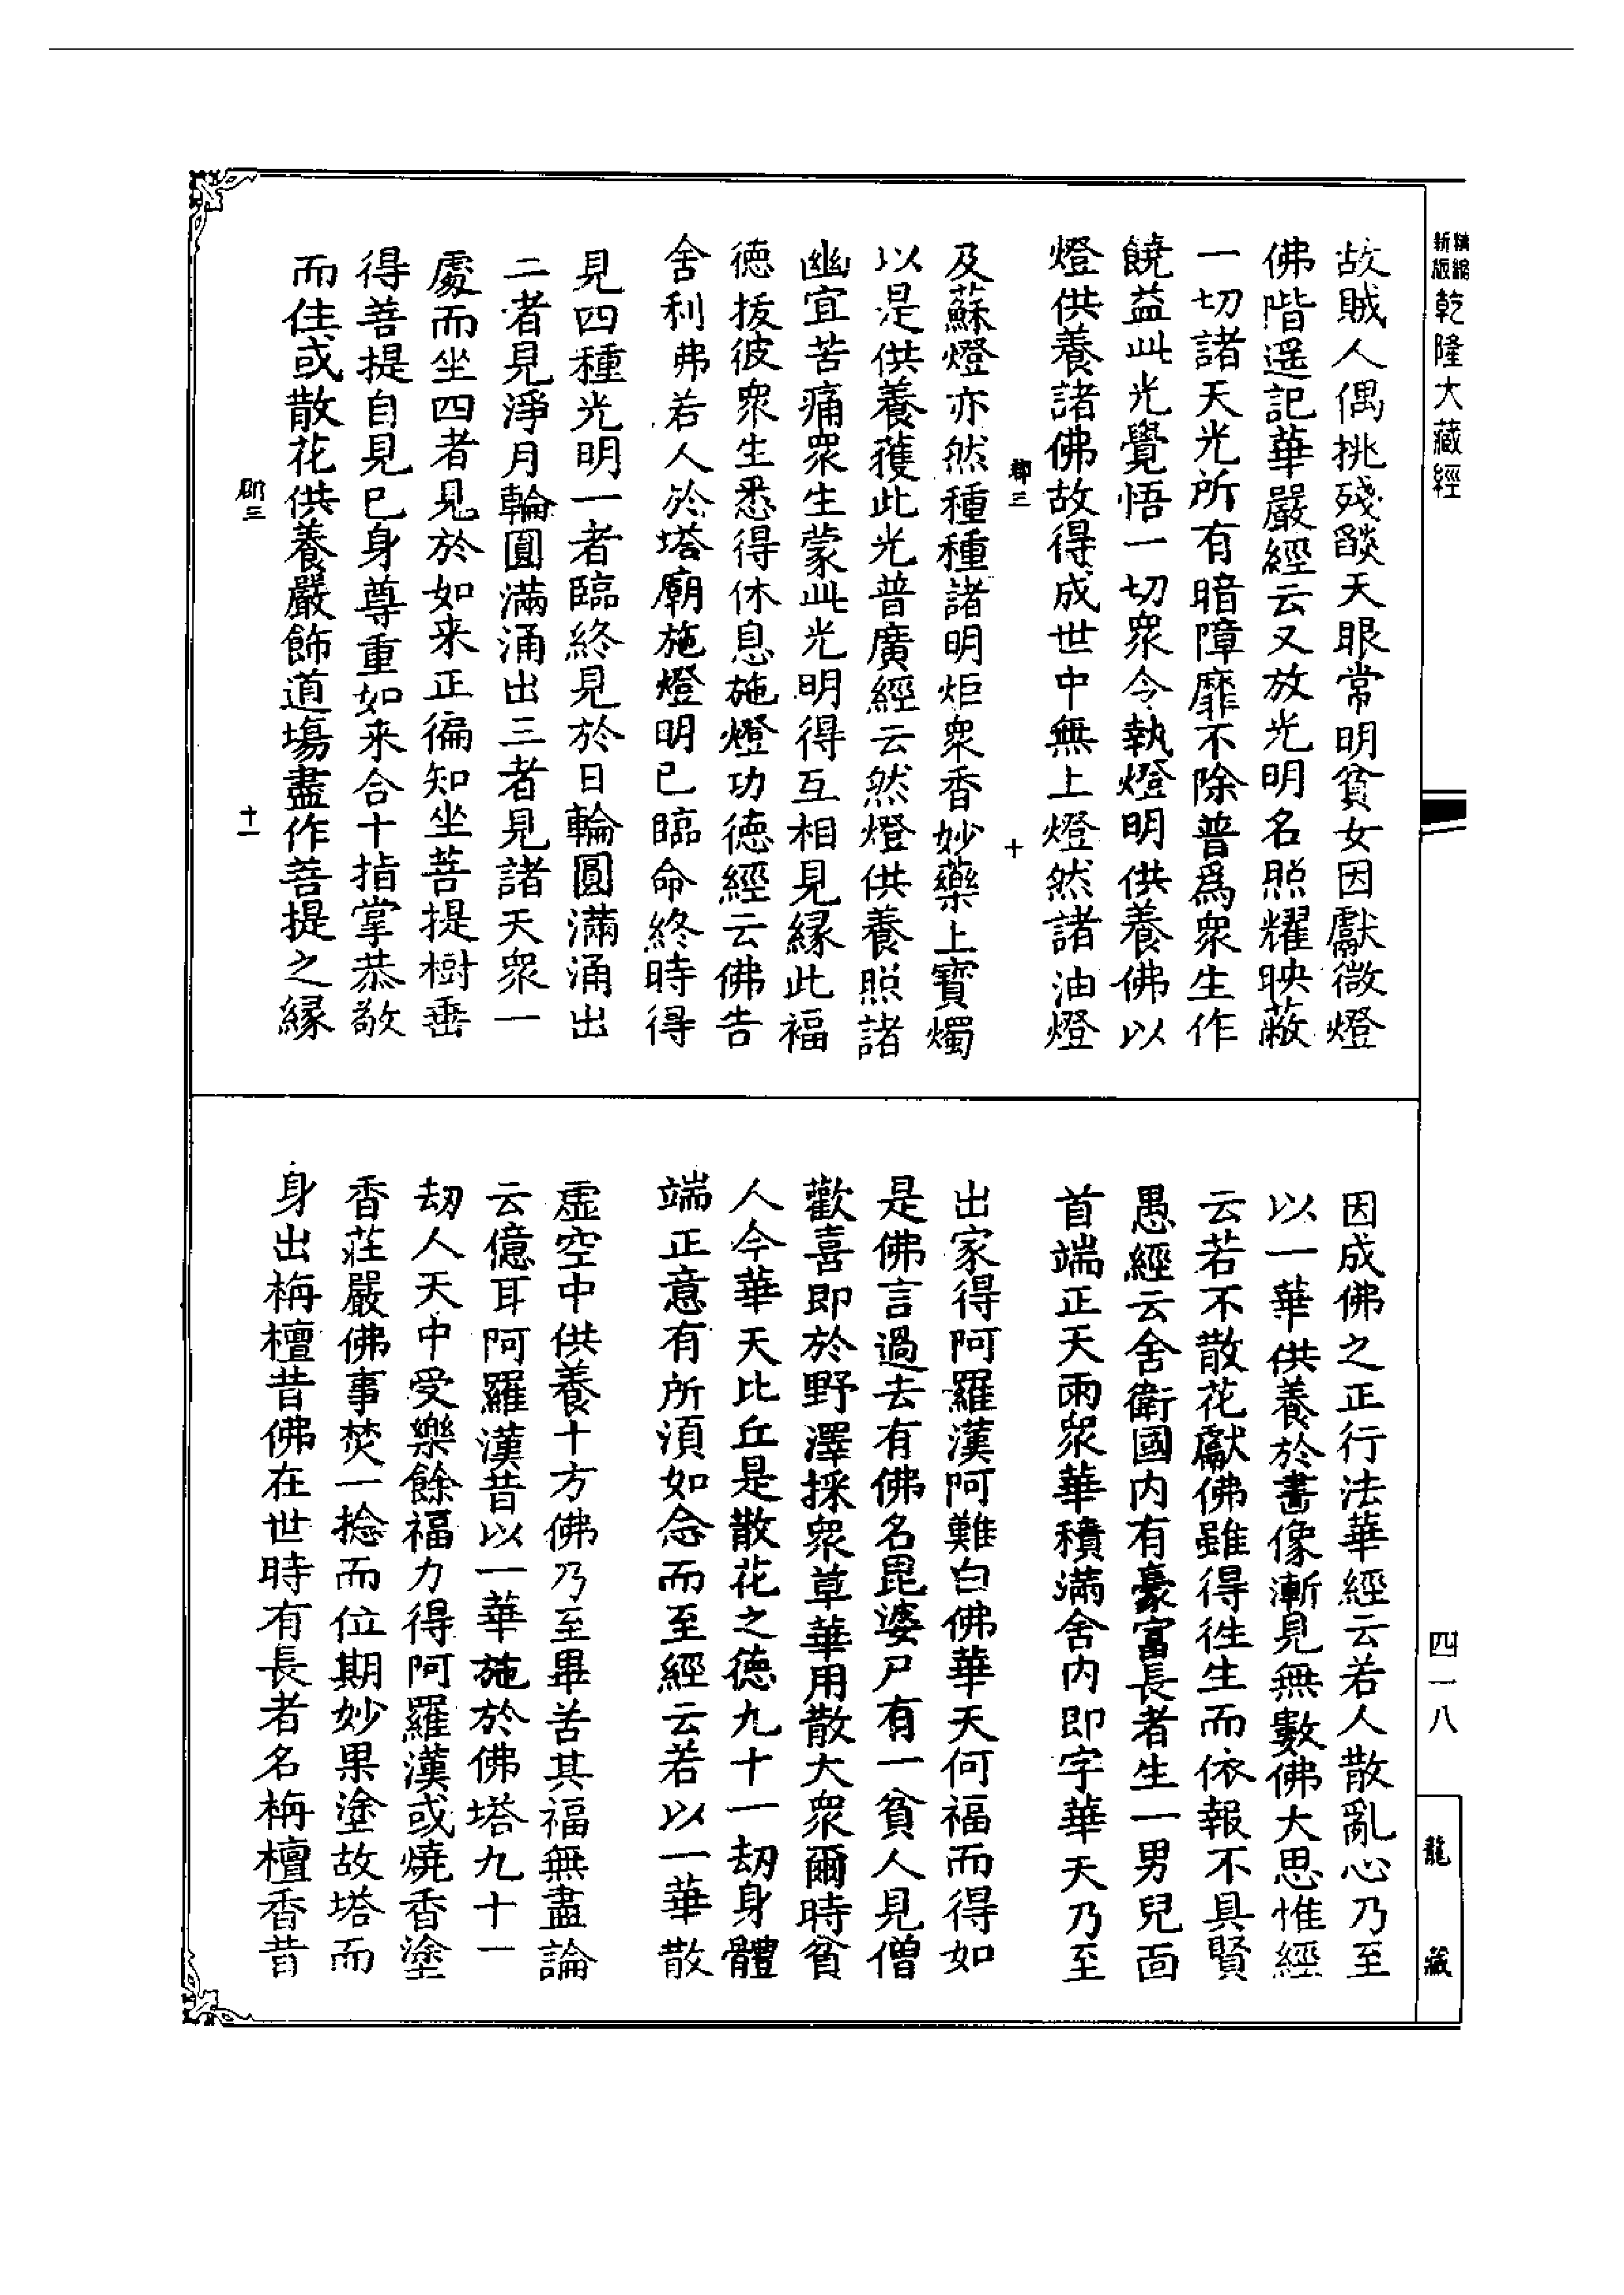 精縮
新版
乾隆大藏經
故賊人偶挑殘燄天眼常明貧女因獻微燈
佛階遥記華嚴經云又放光明名照耀映蔽
一切諸天光所有暗障靡不除普爲衆生作
饒益此光覺悟一切衆令執燈明供養佛以
燈供養諸佛故得成世中無上燈然諸油燈
郡三
十
及蘇燈亦然種種諸明炬衆香妙藥上寳燭
以是供養獲此光普廣經云然燈供養照諸
幽宜苦痛衆生蒙此光明得互相見縁此福
德拔彼衆生悉得休息施燈功德經云佛告
舍利弗若人於塔廟施燈明已臨命終時得
見四種光明一者臨終見於日輪圓滿涌出
二者見淨月輪圓滿涌出三者見諸天衆一
處而坐四者見於如来正徧知坐菩提樹垂
得菩提自見已身尊重如来合十指掌恭敬
而住或散花供養嚴飾道塲盡作菩提之縁
郡三
十一
因成佛之正行法華經云若人散亂心乃至
以一華供養於畵像漸見無數佛大思惟經
云若不散花獻佛雖得徃生而依報不具賢
愚經云舍衛國内有豪富長者生一男兒面
首端正天雨衆華積滿舍内即字華天乃至
出家得阿羅漢阿難白佛華天何福而得如
是佛言過去有佛名毘婆尸有一貧人見僧
歡喜即於野澤採衆草華用散大衆爾時貧
人今華天比丘是散花之德九十一劫身體
端正意有所須如念而至經云若以一華散
虛空中供養十方佛乃至畢苦其福無盡論
云億耳阿羅漢昔以一華施於佛塔九十一
劫人天中受樂餘福力得阿羅漢或燒香塗
香莊嚴佛事焚一捻而位期妙果塗故塔而
身出栴檀昔佛在世時有長者名栴檀香昔
四一八
龍藏